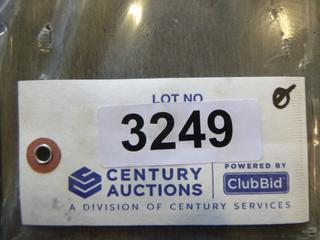 LOT NO
3249
CENTURY AUCTIONS
POWERED BY
ClubBid
A DIVISION OF CENTURY SERVICES